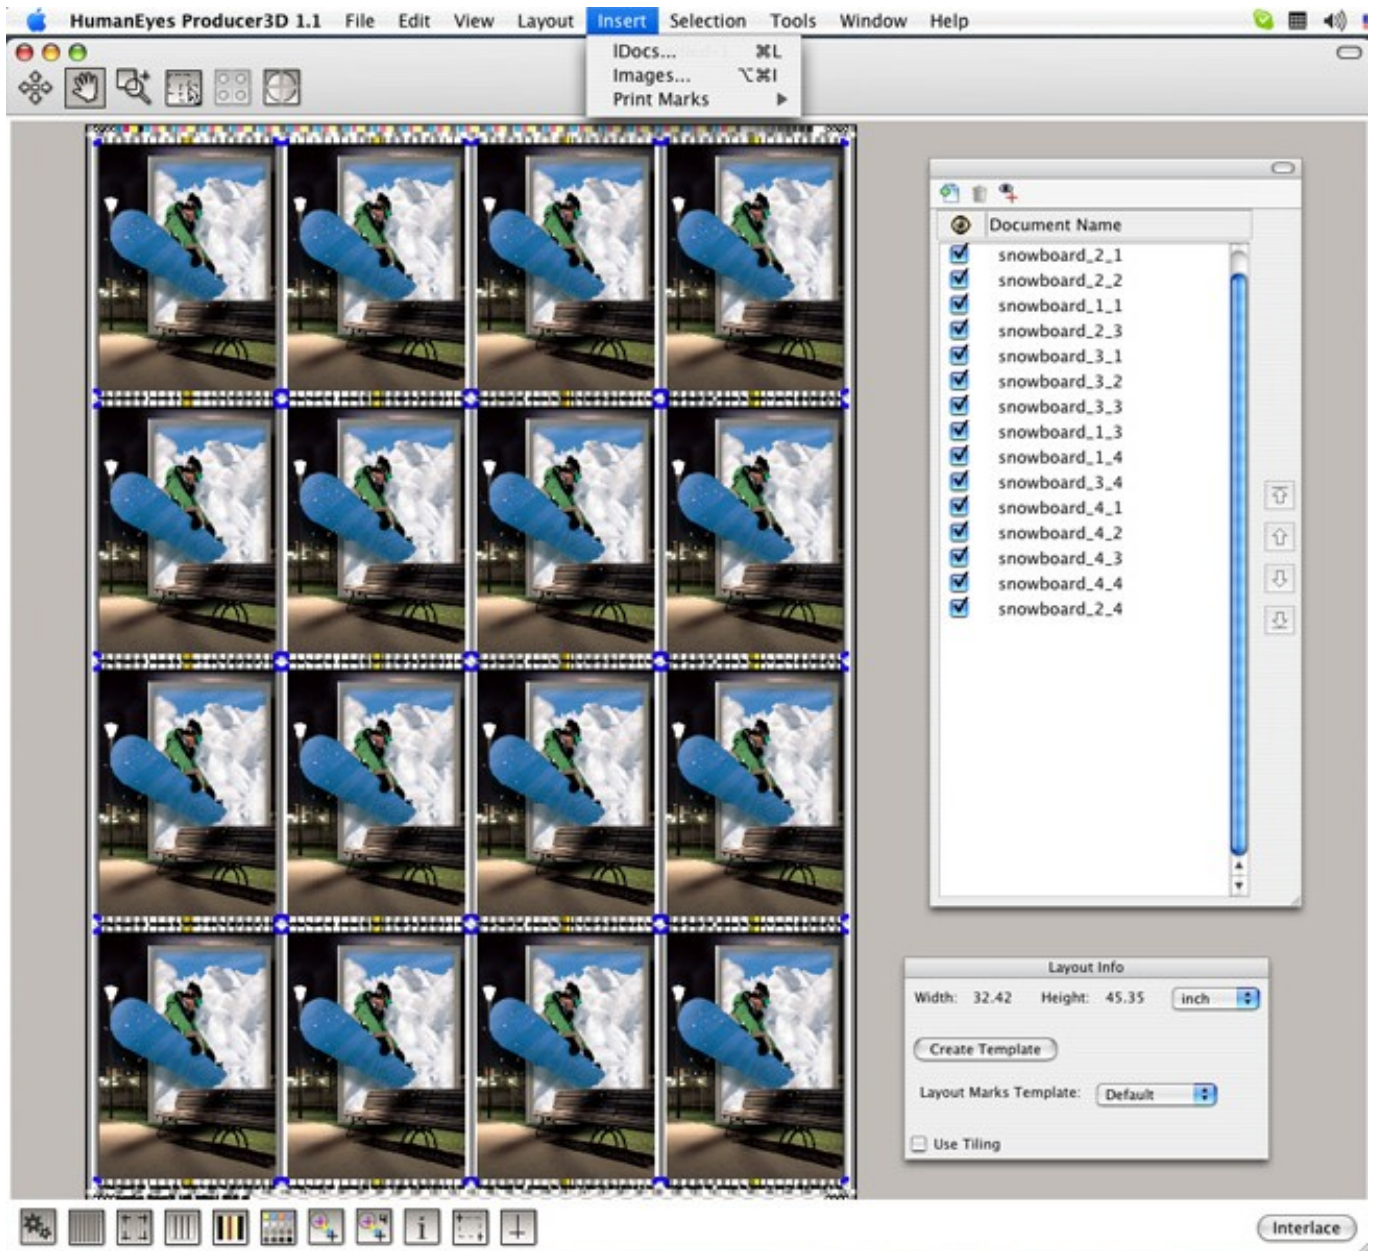 HumanEyes Producer3D 1.1 File Edit View Layout Insert Selection Tools Window Help
IDocs... ⌘L
Images... ⌥⌘I
Print Marks ▶
Document Name
snowboard_2_1
snowboard_2_2
snowboard_1_1
snowboard_2_3
snowboard_3_1
snowboard_3_2
snowboard_3_3
snowboard_1_3
snowboard_1_4
snowboard_3_4
snowboard_4_1
snowboard_4_2
snowboard_4_3
snowboard_4_4
snowboard_2_4
Layout Info
Width: 32.42 Height: 45.35 inch
Create Template
Layout Marks Template: Default
Use Tiling
Interlace